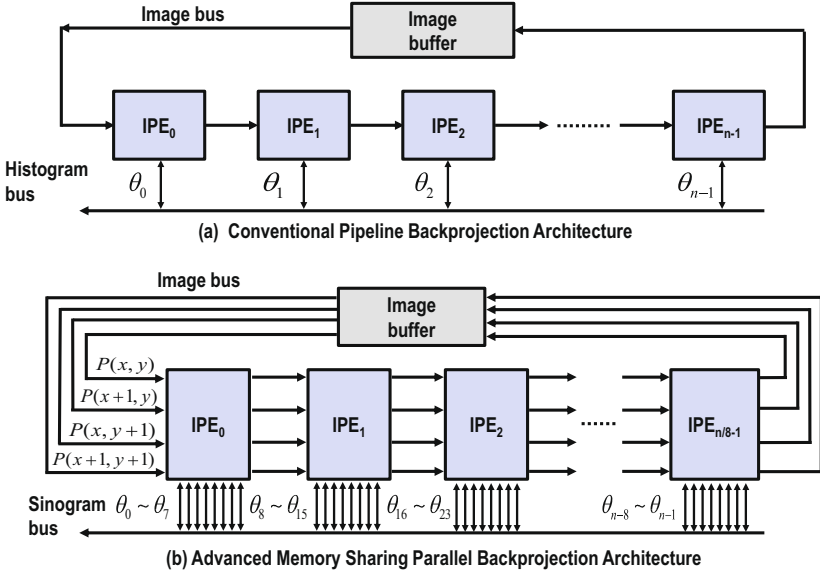 Image bus
Image
buffer
IPE₀
IPE₁
IPE₂
........
IPEₙ₋₁
Histogram
bus
θ₀
θ₁
θ₂
θₙ₋₁
(a) Conventional Pipeline Backprojection Architecture
Image bus
Image
buffer
P(x, y)
P(x+1, y)
P(x, y+1)
P(x+1, y+1)
IPE₀
IPE₁
IPE₂
......
IPE_{n/8-1}
Sinogram
bus
θ₀ ~ θ₇
θ₈ ~ θ₁₅
θ₁₆ ~ θ₂₃
θₙ₋₈ ~ θₙ₋₁
(b) Advanced Memory Sharing Parallel Backprojection Architecture